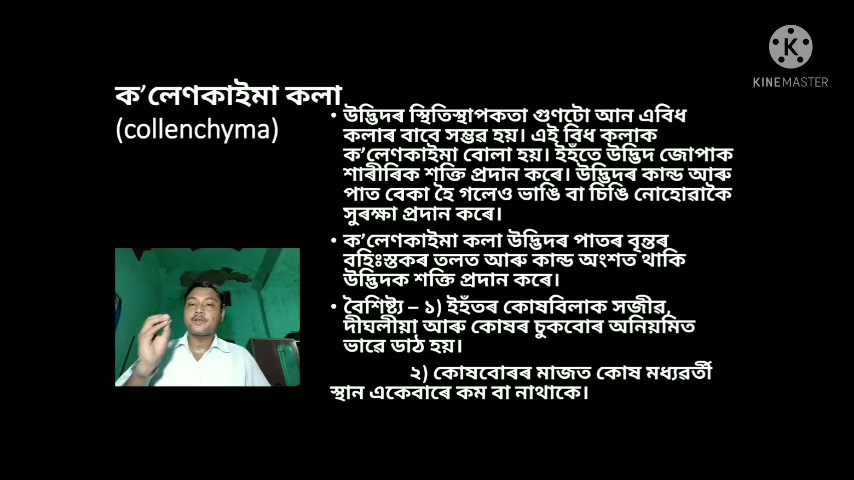 K
KINEMASTER
ক'লেণকাইমা কলা
(collenchyma)
• উদ্ভিদৰ স্থিতিস্থাপকতা গুণটো আন এবিধ
কলাৰ বাবে সম্ভৱ হয়। এই বিধ কলাক
ক'লেণকাইমা বোলা হয়। ইহঁতে উদ্ভিদ জোপাক
শাৰীৰিক শক্তি প্ৰদান কৰে। উদ্ভিদৰ কান্ড আৰু
পাত বেকা হৈ গলেও ভাঙি বা চিঙি নোহোৱাকৈ
সুৰক্ষা প্ৰদান কৰে।
• ক'লেণকাইমা কলা উদ্ভিদৰ পাতৰ বৃন্তৰ
বহিঃস্তকৰ তলত আৰু কান্ড অংশত থাকি
উদ্ভিদক শক্তি প্ৰদান কৰে।
• বৈশিষ্ট্য – ১) ইহঁতৰ কোষবিলাক সজীৱ,
দীঘলীয়া আৰু কোষৰ চুকবোৰ অনিয়মিত
ভাৱে ডাঠ হয়।
২) কোষবোৰৰ মাজত কোষ মধ্যৱৰ্তী
স্থান একেবাৰে কম বা নাথাকে।